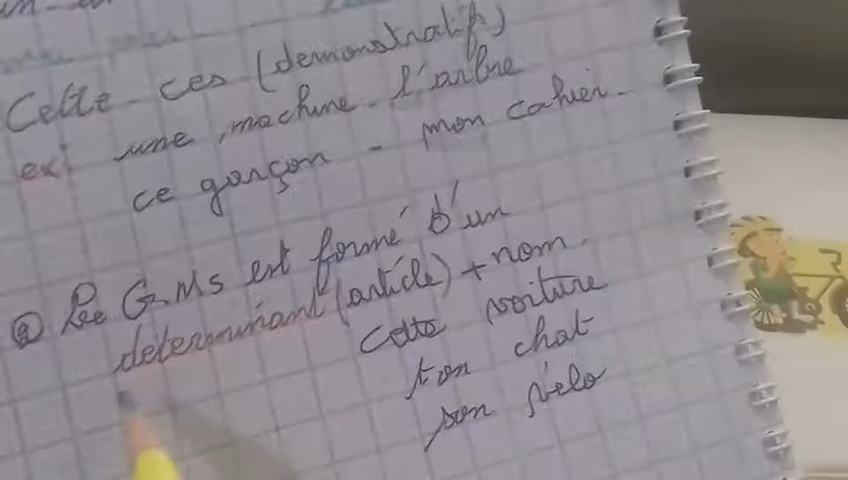 Cette ces (demonstratif)
ex: une machine. l'arbre
ce garçon - mon cahier.
a Le G.Ns est formé d'un
determinant (article) + nom.
Cette voiture
ton chat
son vélo